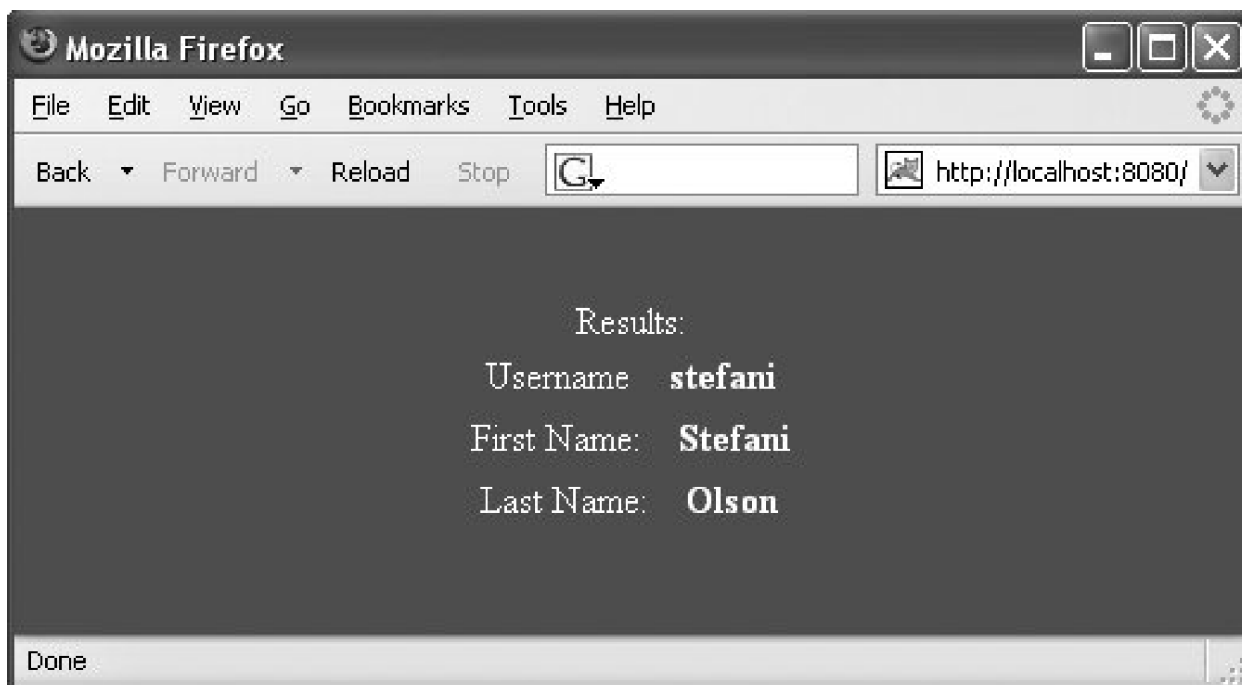 Mozilla Firefox
File Edit View Go Bookmarks Tools Help
Back Forward Reload Stop G http://localhost:8080/
Results:
Username stefani
First Name: Stefani
Last Name: Olson
Done